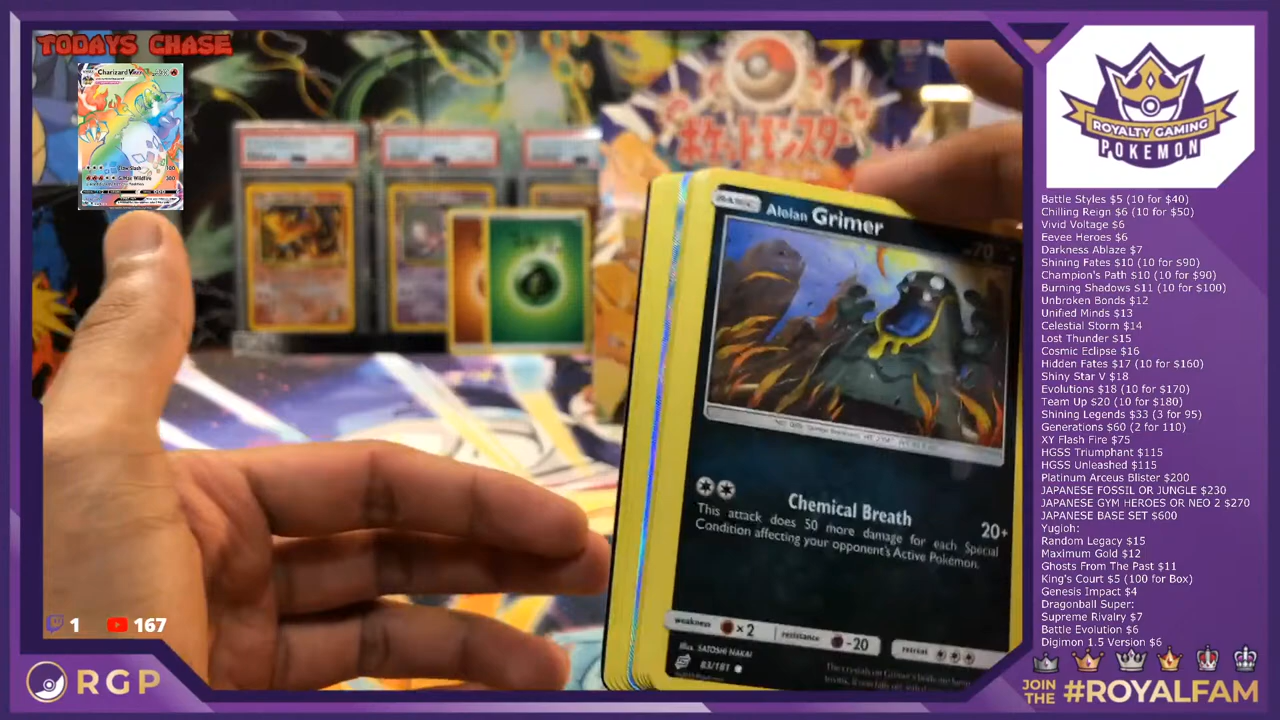 TODAYS CHASE
Charizard VMAX
ポケットモンスター
BASIC
Alolan Grimer
70
Chemical Breath 20+
This attack does 50 more damage for each Special
Condition affecting your opponent's Active Pokémon.
weakness ×2 resistance -20 retreat
Illus. SATOSHI NAKAI
83/181
1 167
RGP
ROYALTY GAMING
POKEMON
Battle Styles $5 (10 for $40)
Chilling Reign $6 (10 for $50)
Vivid Voltage $6
Eevee Heroes $6
Darkness Ablaze $7
Shining Fates $10 (10 for $90)
Champion's Path $10 (10 for $90)
Burning Shadows $11 (10 for $100)
Unbroken Bonds $12
Unified Minds $13
Celestial Storm $14
Lost Thunder $15
Cosmic Eclipse $16
Hidden Fates $17 (10 for $160)
Shiny Star V $18
Evolutions $18 (10 for $170)
Team Up $20 (10 for $180)
Shining Legends $33 (3 for 95)
Generations $60 (2 for 110)
XY Flash Fire $75
HGSS Triumphant $115
HGSS Unleashed $115
Platinum Arceus Blister $200
JAPANESE FOSSIL OR JUNGLE $230
JAPANESE GYM HEROES OR NEO 2 $270
JAPANESE BASE SET $600
Yugioh:
Random Legacy $15
Maximum Gold $12
Ghosts From The Past $11
King's Court $5 (100 for Box)
Genesis Impact $4
Dragonball Super:
Supreme Rivalry $7
Battle Evolution $6
Digimon 1.5 Version $6
JOIN
THE #ROYALFAM